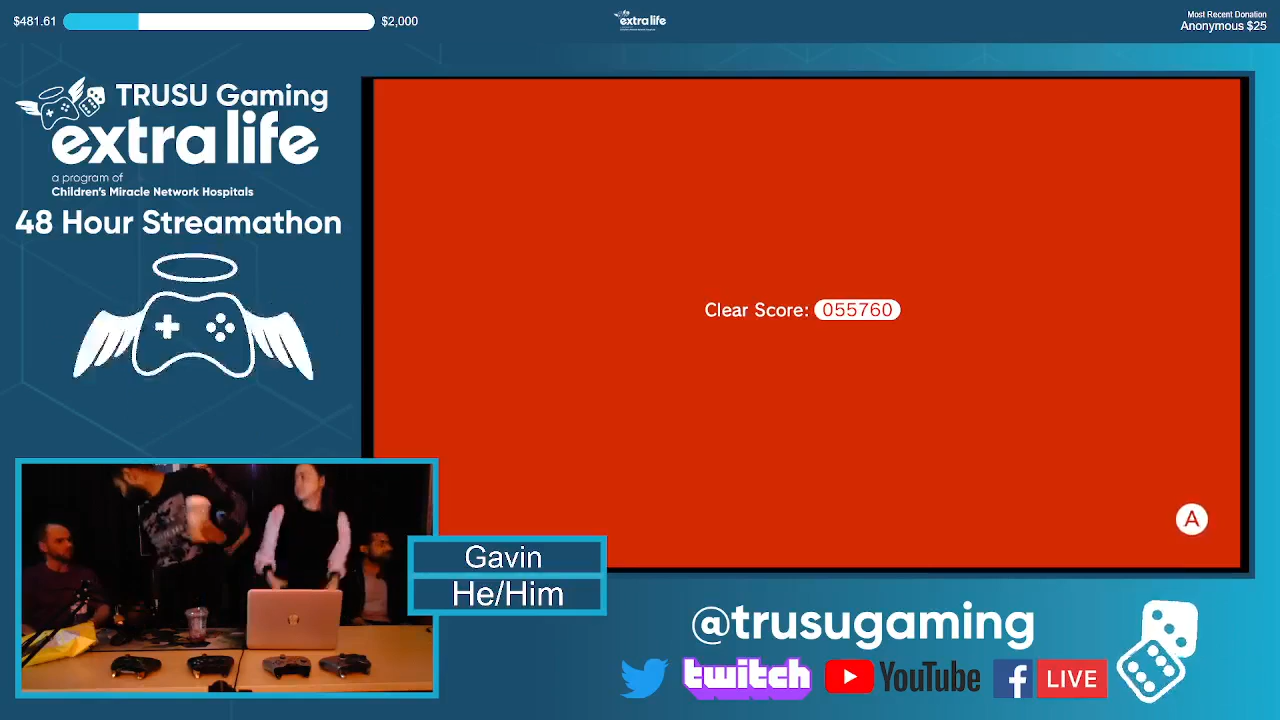 $481.61
$2,000
extra life
Most Recent Donation
Anonymous $25
TRUSU Gaming
extra life
a program of
Children's Miracle Network Hospitals
48 Hour Streamathon
Clear Score: 055760
A
Gavin
He/Him
@trusugaming
twitch
YouTube
f LIVE